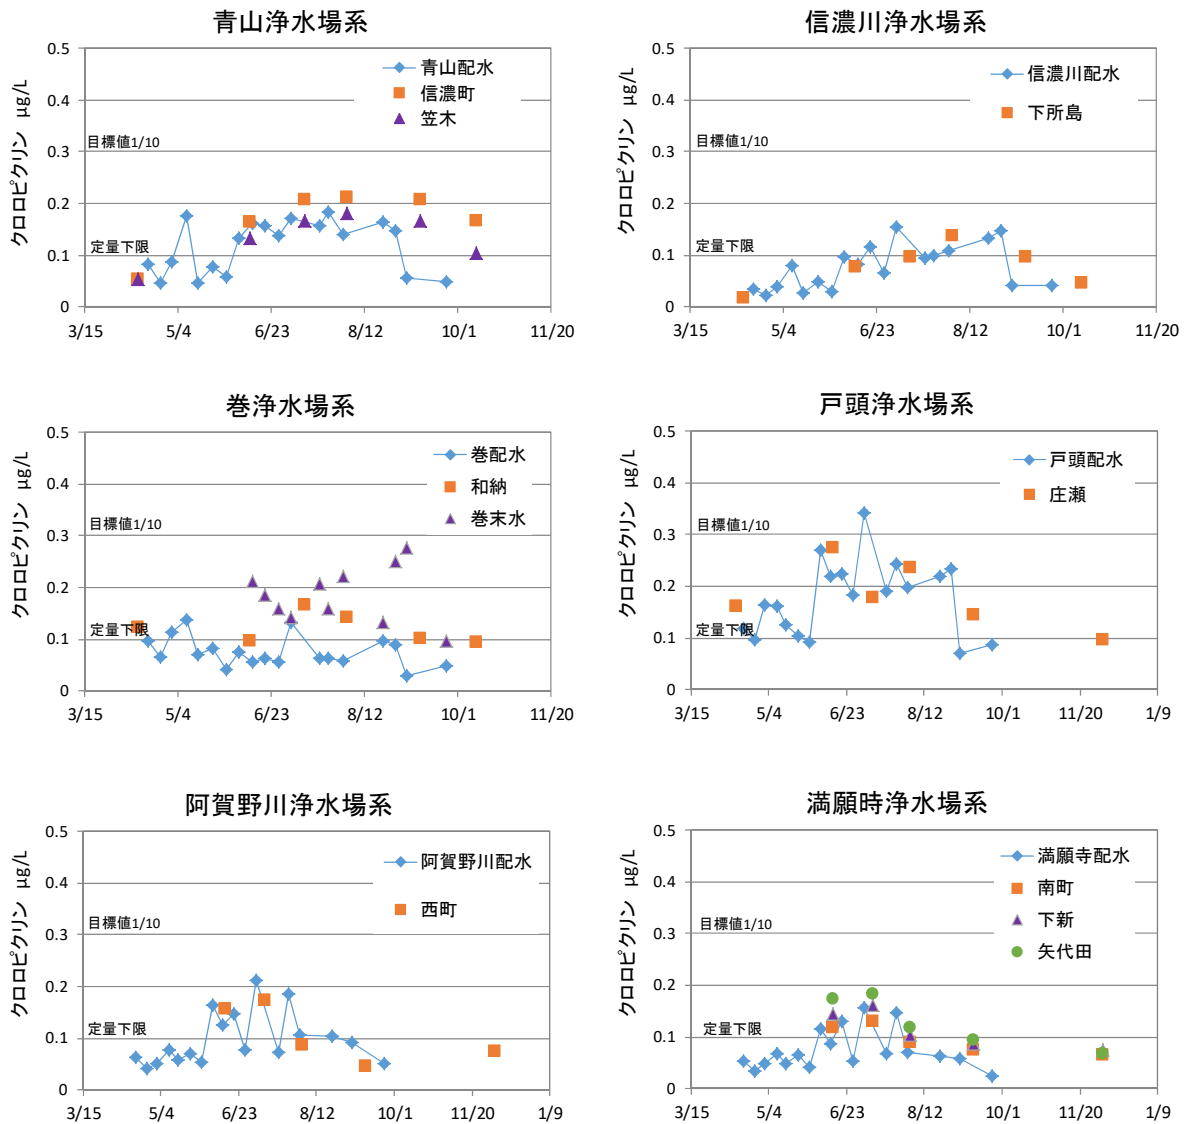 青山浄水場系
クロロピクリン μg/L
0.5
0.4
0.3
0.2
0.1
0
目標値1/10
定量下限
青山配水
信濃町
笠木
3/15
5/4
6/23
8/12
10/1
11/20
信濃川浄水場系
クロロピクリン μg/L
0.5
0.4
0.3
0.2
0.1
0
目標値1/10
定量下限
信濃川配水
下所島
3/15
5/4
6/23
8/12
10/1
11/20
巻浄水場系
クロロピクリン μg/L
0.5
0.4
0.3
0.2
0.1
0
目標値1/10
定量下限
巻配水
和納
巻末水
3/15
5/4
6/23
8/12
10/1
11/20
戸頭浄水場系
クロロピクリン μg/L
0.5
0.4
0.3
0.2
0.1
0
目標値1/10
定量下限
戸頭配水
庄瀬
3/15
5/4
6/23
8/12
10/1
11/20
1/9
阿賀野川浄水場系
クロロピクリン μg/L
0.5
0.4
0.3
0.2
0.1
0
目標値1/10
定量下限
阿賀野川配水
西町
3/15
5/4
6/23
8/12
10/1
11/20
1/9
満願時浄水場系
クロロピクリン μg/L
0.5
0.4
0.3
0.2
0.1
0
目標値1/10
定量下限
満願寺配水
南町
下新
矢代田
3/15
5/4
6/23
8/12
10/1
11/20
1/9